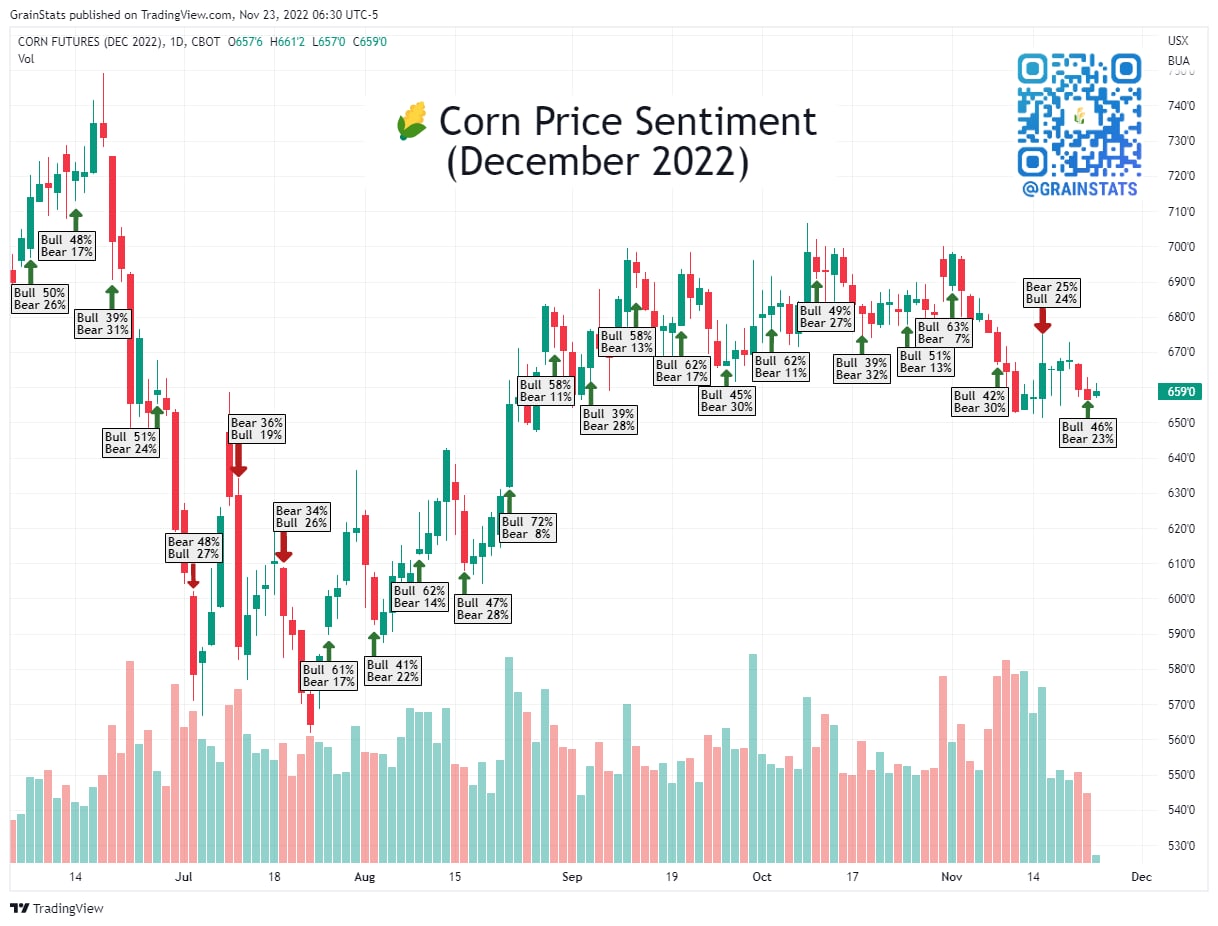 GrainStats published on TradingView.com, Nov 23, 2022 06:30 UTC-5
CORN FUTURES (DEC 2022), 1D, CBOT O657'6 H661'2 L657'0 C659'0
Vol
USX
BUA
Corn Price Sentiment
(December 2022)
@GRAINSTATS
740'0
730'0
720'0
710'0
700'0
690'0
680'0
670'0
659'0
650'0
640'0
630'0
620'0
610'0
600'0
590'0
580'0
570'0
560'0
550'0
540'0
530'0
Bull 50%
Bear 26%
Bull 48%
Bear 17%
Bull 39%
Bear 31%
Bull 51%
Bear 24%
Bear 48%
Bull 27%
Bear 36%
Bull 19%
Bear 34%
Bull 26%
Bull 61%
Bear 17%
Bull 41%
Bear 22%
Bull 62%
Bear 14%
Bull 47%
Bear 28%
Bull 72%
Bear 8%
Bull 58%
Bear 11%
Bull 39%
Bear 28%
Bull 58%
Bear 13%
Bull 62%
Bear 17%
Bull 45%
Bear 30%
Bull 62%
Bear 11%
Bull 49%
Bear 27%
Bull 39%
Bear 32%
Bull 51%
Bear 13%
Bull 63%
Bear 7%
Bull 42%
Bear 30%
Bear 25%
Bull 24%
Bull 46%
Bear 23%
14 Jul 18 Aug 15 Sep 19 Oct 17 Nov 14 Dec
TradingView